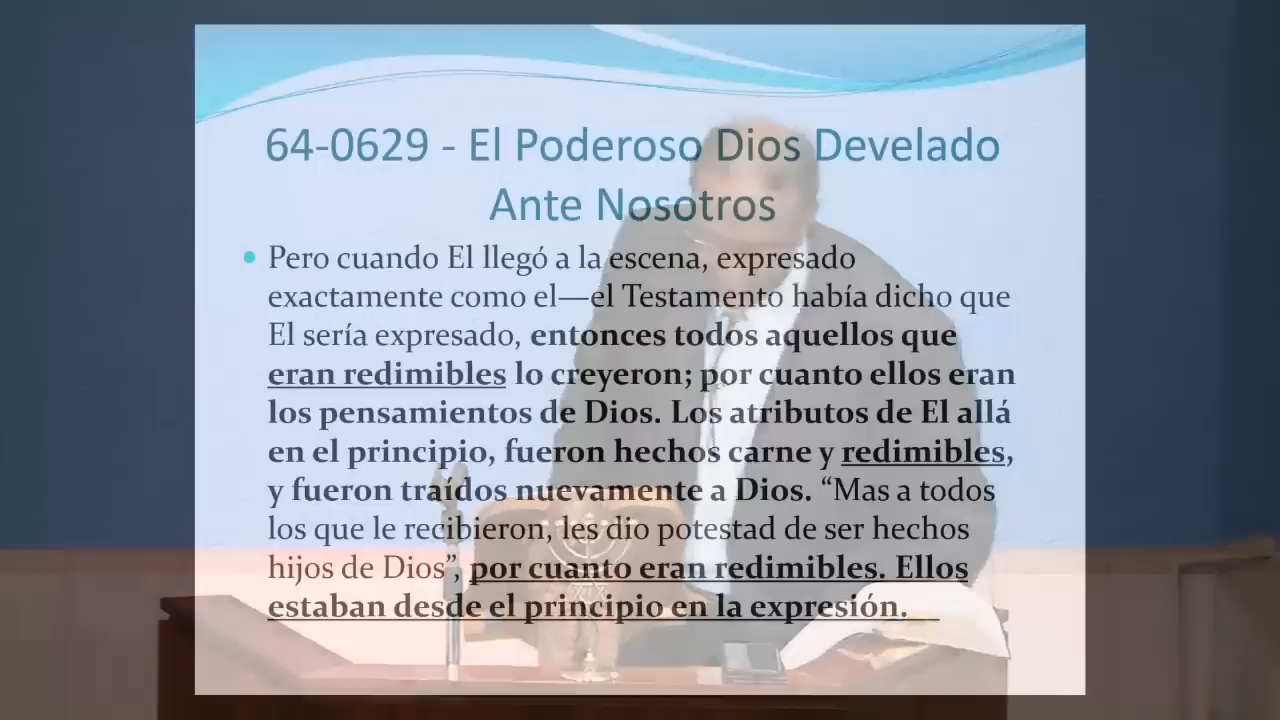 64-0629 - El Poderoso Dios Develado
Ante Nosotros
• Pero cuando El llegó a la escena, expresado
exactamente como el—el Testamento había dicho que
El sería expresado, entonces todos aquellos que
eran redimibles lo creyeron; por cuanto ellos eran
los pensamientos de Dios. Los atributos de El allá
en el principio, fueron hechos carne y redimibles,
y fueron traídos nuevamente a Dios. “Mas a todos
los que le recibieron, les dio potestad de ser hechos
hijos de Dios”, por cuanto eran redimibles. Ellos
estaban desde el principio en la expresión.